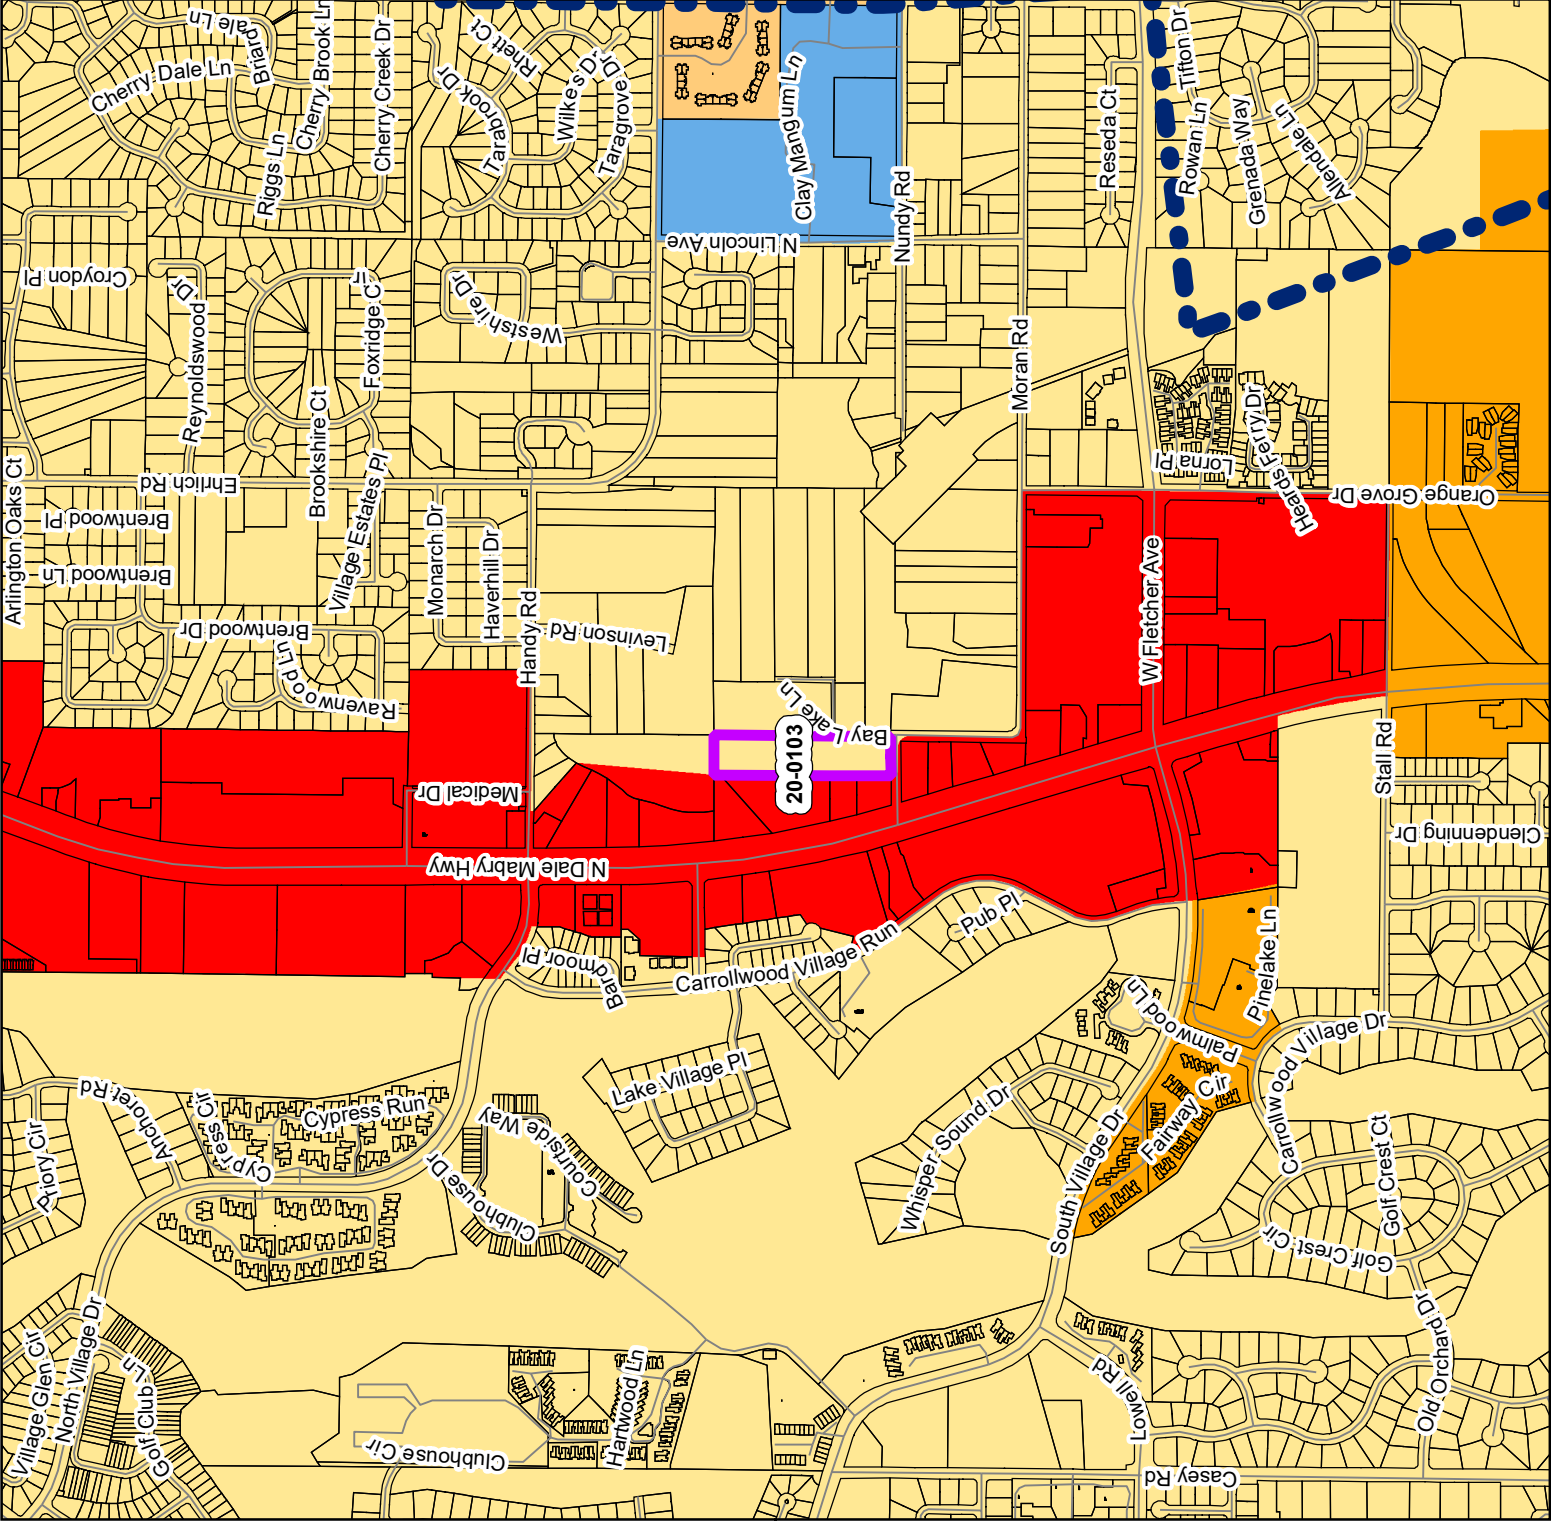 Briardale Ln
Cherry Dale Ln
Cherry Brook Ln
Cherry Creek Dr
Riggs Ln
Rhett Ct
Wilkes Dr
Tarabrook Dr
Taragrove Dr
Clay Mangum Ln
Nundy Rd
N Lincoln Ave
Reseda Ct
Tifton Dr
Rowan Ln
Grenada Way
Allendale Ln
Croydon Pl
Reynoldswood Dr
Foxridge Cir
Westshire Dr
Moran Rd
Brookshire Ct
Heards Ferry Dr
Lorna Pl
Orange Grove Dr
Arlington Oaks Ct
Ehrlich Rd
Brentwood Pl
Brentwood Ln
Brentwood Dr
Village Estates Pl
Monarch Dr
Haverhill Dr
Handy Rd
Levinson Rd
W Fletcher Ave
Ravenwood Ln
Bay Lake Ln
20-0103
Medical Dr
N Dale Mabry Hwy
Stall Rd
Clendenning Dr
Pub Pl
Carrollwood Village Run
Bardmoor Pl
Pinelake Ln
Palmwood Ln
Carrollwood Village Dr
Lake Village Pl
Anchoret Rd
Priory Cir
Cypress Cir
Cypress Run
Courtside Way
Clubhouse Dr
Whisper Sound Dr
South Village Dr
Fairway Cir
Golf Crest Ct
Golf Crest Cir
Village Glen Cir
North Village Dr
Golf Club Ln
Hartwood Ln
Clubhouse Cir
Lowell Rd
Old Orchard Dr
Casey Rd